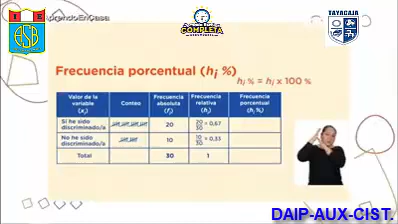 AprendoEnCasa
COMPLETA
TAYACAJA
ASB
Frecuencia porcentual (hi %)
hi % = hi x 100 %
Valor de la variable (xi) Conteo Frecuencia absoluta (fi) Frecuencia relativa (hi) Frecuencia porcentual (hi %)
Sí he sido discriminado/a 20 20/30 = 0,67
No he sido discriminado/a 10 10/30 = 0,33
Total 30 1
DAIP-AUX-CIST.